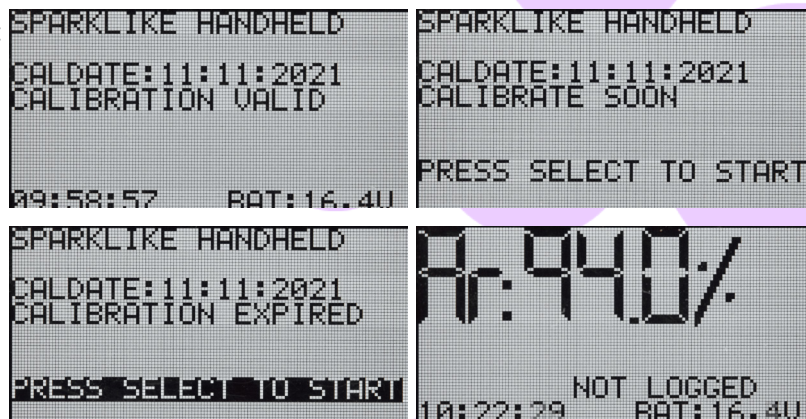 SPARKLIKE HANDHELD
CALDATE:11:11:2021
CALIBRATION VALID
09:58:57 BAT:16.4V
SPARKLIKE HANDHELD
CALDATE:11:11:2021
CALIBRATE SOON
PRESS SELECT TO START
SPARKLIKE HANDHELD
CALDATE:11:11:2021
CALIBRATION EXPIRED
PRESS SELECT TO START
Ar:94.0%
NOT LOGGED
10:22:29 BAT:16.4V